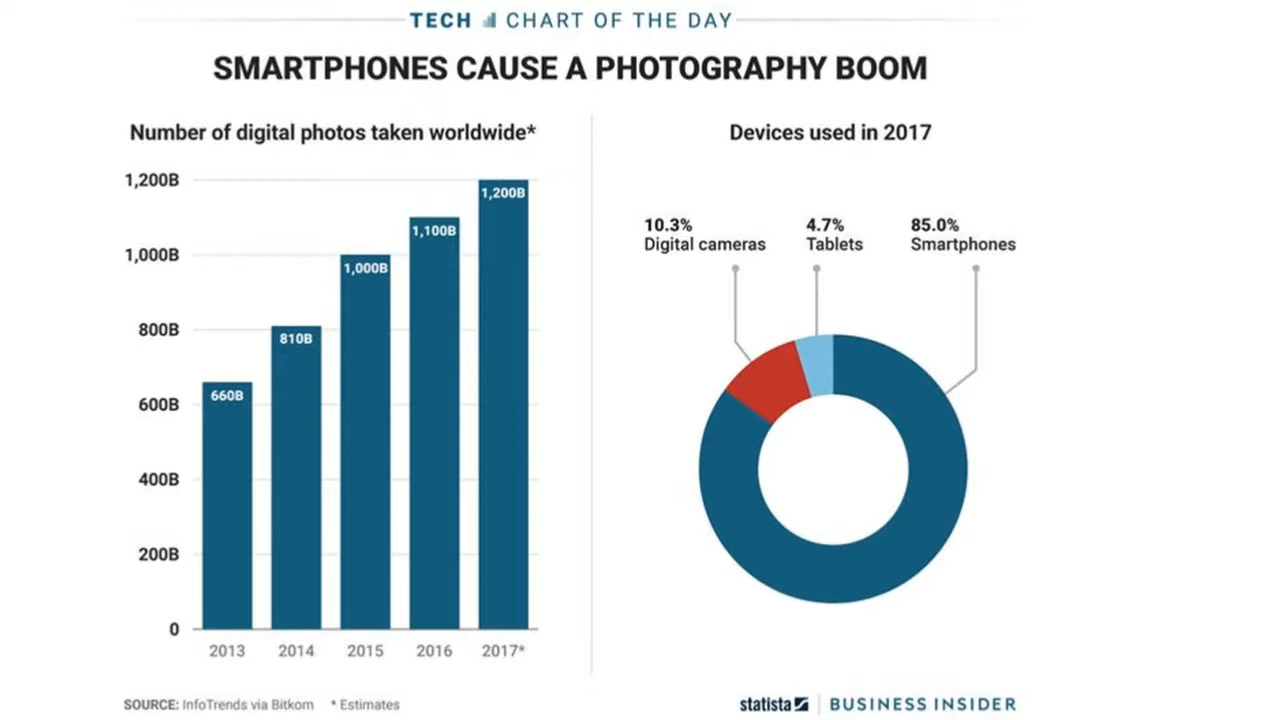 TECH CHART OF THE DAY
SMARTPHONES CAUSE A PHOTOGRAPHY BOOM
Number of digital photos taken worldwide*
1,200B
1,000B
800B
600B
400B
200B
0
660B
810B
1,000B
1,100B
1,200B
2013 2014 2015 2016 2017*
Devices used in 2017
10.3%
Digital cameras
4.7%
Tablets
85.0%
Smartphones
SOURCE: InfoTrends via Bitkom * Estimates
statista BUSINESS INSIDER